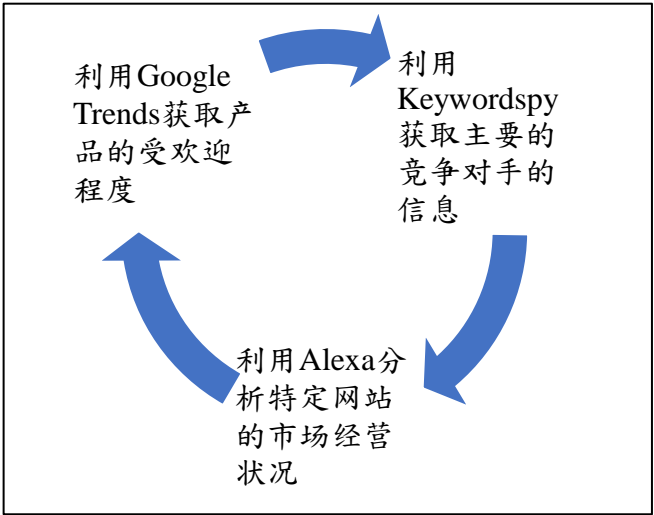 利用Google
Trends获取产
品的受欢迎
程度
利用
Keywordspy
获取主要的
竞争对手的
信息
利用Alexa分
析特定网站
的市场经营
状况